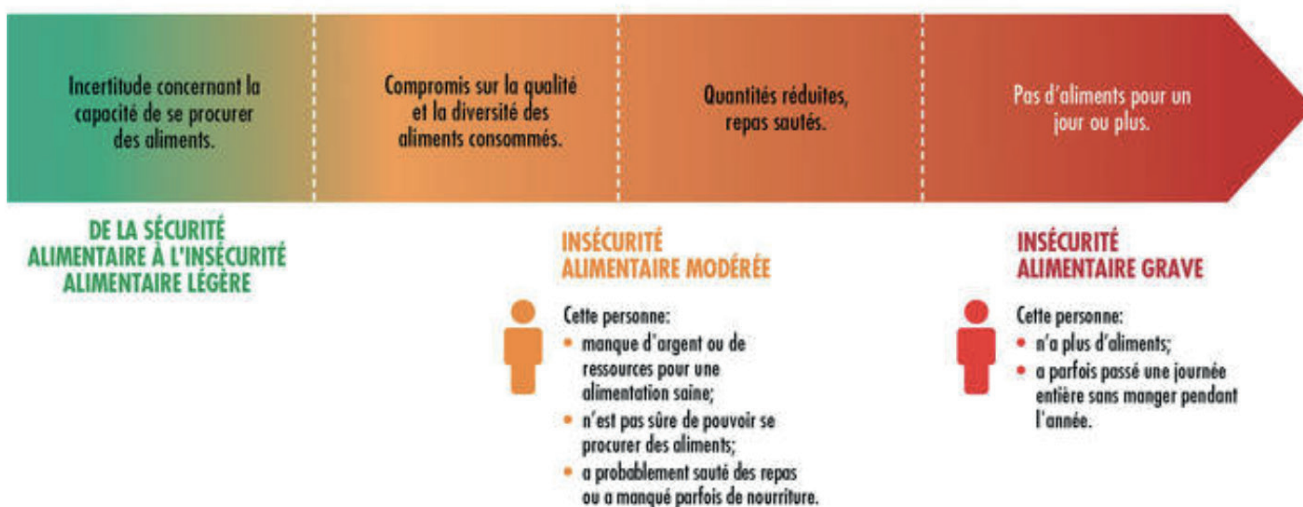 Incertitude concernant la
capacité de se procurer
des aliments.
Compromis sur la qualité
et la diversité des
aliments consommés.
Quantités réduites,
repas sautés.
Pas d’aliments pour un
jour ou plus.
DE LA SÉCURITÉ
ALIMENTAIRE À L'INSÉCURITÉ
ALIMENTAIRE LÉGÈRE
INSÉCURITÉ
ALIMENTAIRE MODÉRÉE
Cette personne:
• manque d'argent ou de
ressources pour une
alimentation saine;
• n’est pas sûre de pouvoir se
procurer des aliments;
• a probablement sauté des repas
ou a manqué parfois de nourriture.
INSÉCURITÉ
ALIMENTAIRE GRAVE
Cette personne:
• n’a plus d’aliments;
• a parfois passé une journée
entière sans manger pendant
l'année.